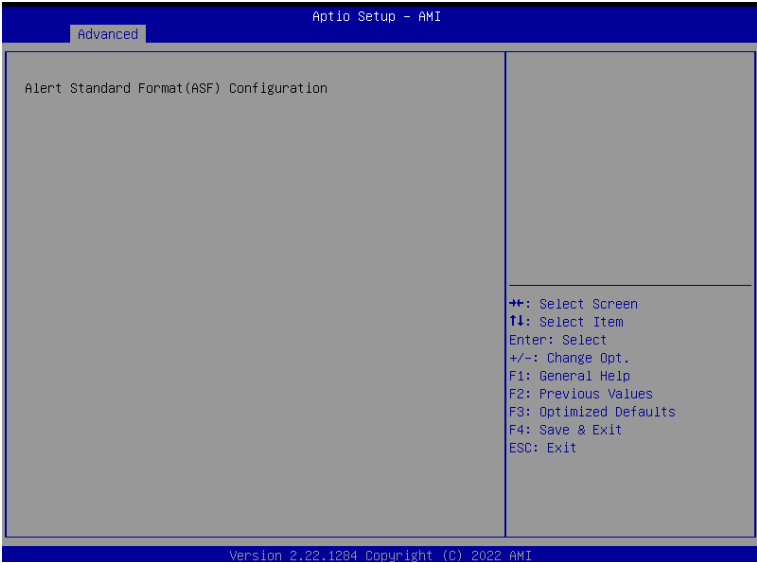 Aptio Setup – AMI
Advanced
Alert Standard Format(ASF) Configuration
→←: Select Screen
↑↓: Select Item
Enter: Select
+/–: Change Opt.
F1: General Help
F2: Previous Values
F3: Optimized Defaults
F4: Save & Exit
ESC: Exit
Version 2.22.1284 Copyright (C) 2022 AMI